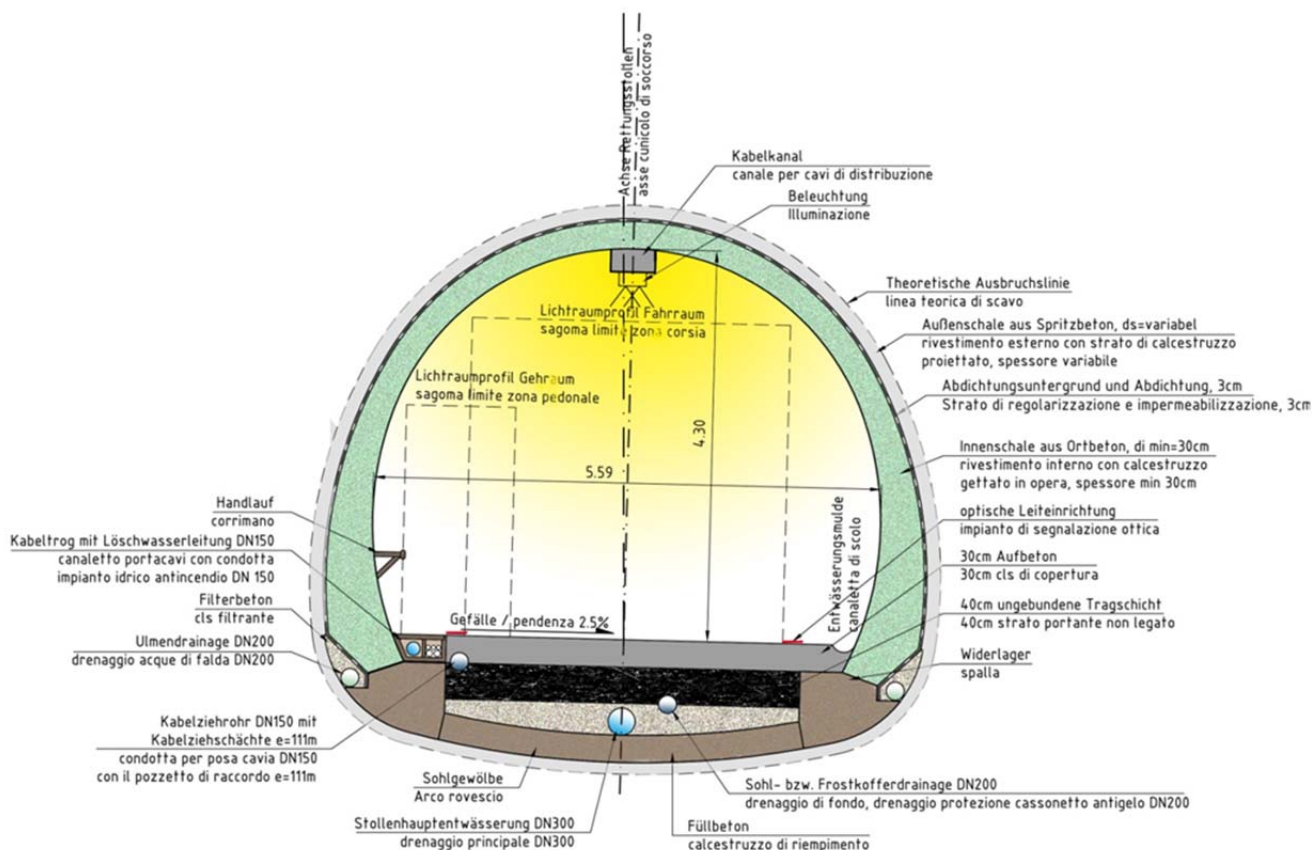 Achse Rettungsstollen
asse cunicolo di soccorso
Kabelkanal
canale per cavi di distribuzione
Beleuchtung
Illuminazione
Theoretische Ausbruchslinie
linea teorica di scavo
Lichtraumprofil Fahrraum
sagoma limite zona corsia
Außenschale aus Spritzbeton, ds=variabel
rivestimento esterno con strato di calcestruzzo
proiettato, spessore variabile
Lichtraumprofil Gehraum
sagoma limite zona pedonale
Abdichtungsuntergrund und Abdichtung, 3cm
Strato di regolarizzazione e impermeabilizzazione, 3cm
4.30
5.59
Innenschale aus Ortbeton, di min=30cm
rivestimento interno con calcestruzzo
gettato in opera, spessore min 30cm
Handlauf
corrimano
optische Leiteinrichtung
impianto di segnalazione ottica
Kabeltrog mit Löschwasserleitung DN150
canaletto portacavi con condotta
impianto idrico antincendio DN 150
Entwässerungsmulde
canaletta di scolo
30cm Aufbeton
30cm cls di copertura
Filterbeton
cls filtrante
Gefälle / pendenza 2.5%
40cm ungebundene Tragschicht
40cm strato portante non legato
Ulmendrainage DN200
drenaggio acque di falda DN200
Widerlager
spalla
Kabelziehrohr DN150 mit
Kabelziehschächte e=111m
condotta per posa cavia DN150
con il pozzetto di raccordo e=111m
Sohlgewölbe
Arco rovescio
Sohl- bzw. Frostkofferdrainage DN200
drenaggio di fondo, drenaggio protezione cassonetto antigelo DN200
Stollenhauptentwässerung DN300
drenaggio principale DN300
Füllbeton
calcestruzzo di riempimento